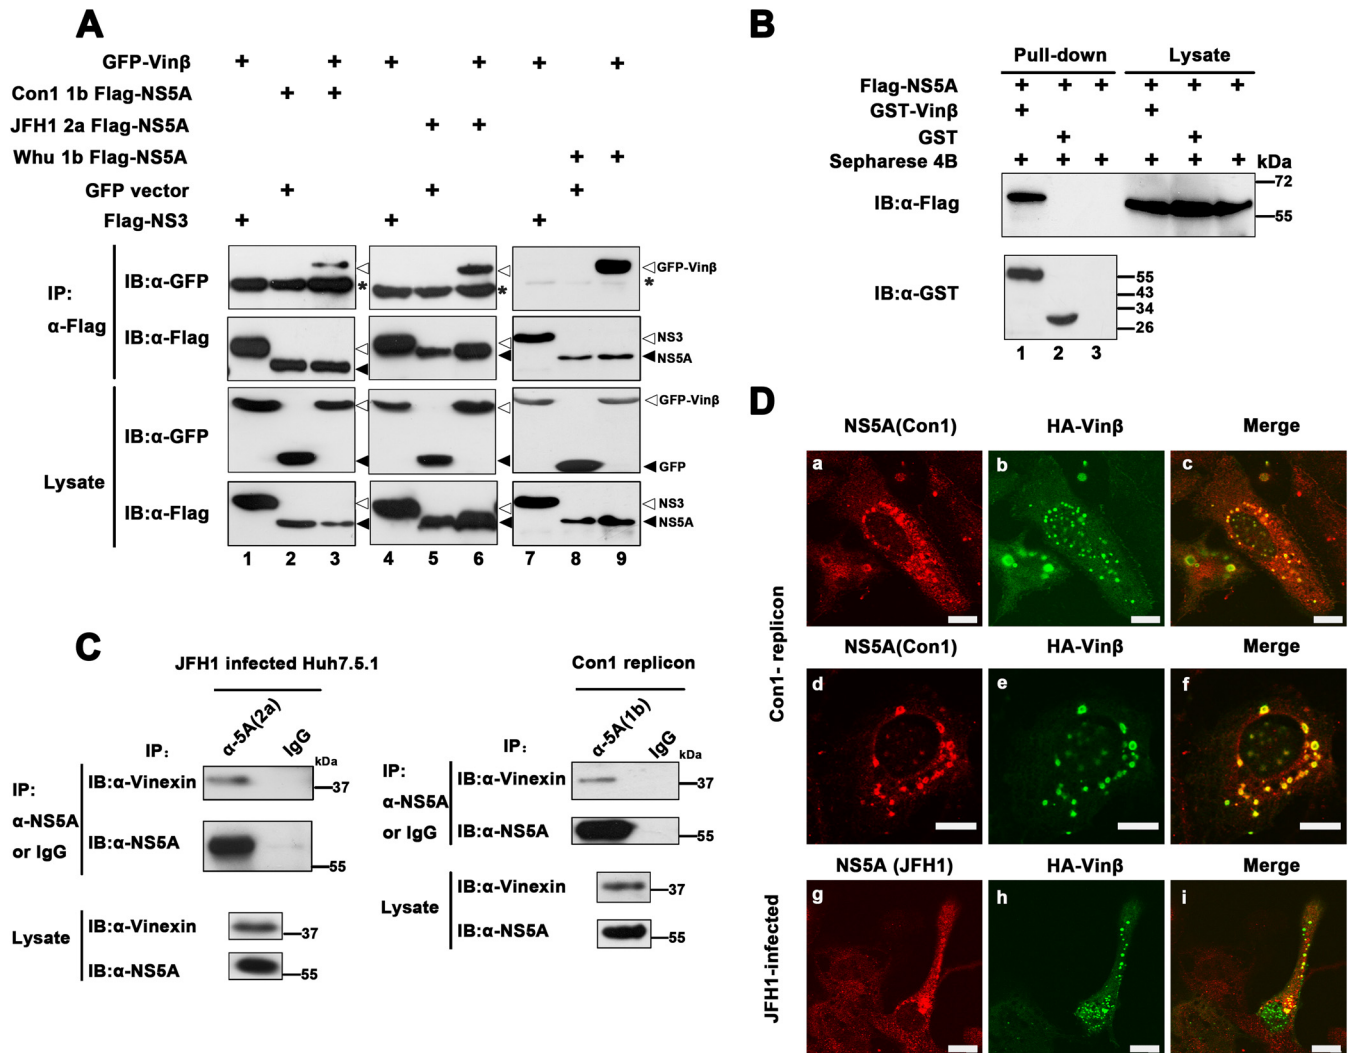 A
GFP-Vinβ + + + + + +
Con1 1b Flag-NS5A + +
JFH1 2a Flag-NS5A + +
Whu 1b Flag-NS5A + +
GFP vector + + +
Flag-NS3 + + +
IP:
α-Flag
IB:α-GFP
GFP-Vinβ
* * *
IB:α-Flag
NS3
NS5A
Lysate
IB:α-GFP
GFP-Vinβ
GFP
IB:α-Flag
NS3
NS5A
1 2 3 4 5 6 7 8 9
B
Pull-down Lysate
Flag-NS5A + + + + + +
GST-Vinβ + +
GST + +
Sepharese 4B + + + + + + kDa
IB:α-Flag
72
55
IB:α-GST
55
43
34
26
1 2 3
C
JFH1 infected Huh7.5.1
IP: α-5A(2a) IgG kDa
IP:
α-NS5A
or IgG
IB:α-Vinexin 37
IB:α-NS5A 55
Lysate
IB:α-Vinexin 37
IB:α-NS5A 55
Con1 replicon
IP: α-5A(1b) IgG kDa
IP:
α-NS5A
or IgG
IB:α-Vinexin 37
IB:α-NS5A 55
Lysate
IB:α-Vinexin 37
IB:α-NS5A 55
D
NS5A(Con1) HA-Vinβ Merge
a b c
Con1- replicon
NS5A(Con1) HA-Vinβ Merge
d e f
NS5A (JFH1) HA-Vinβ Merge
g h i
JFH1-infected